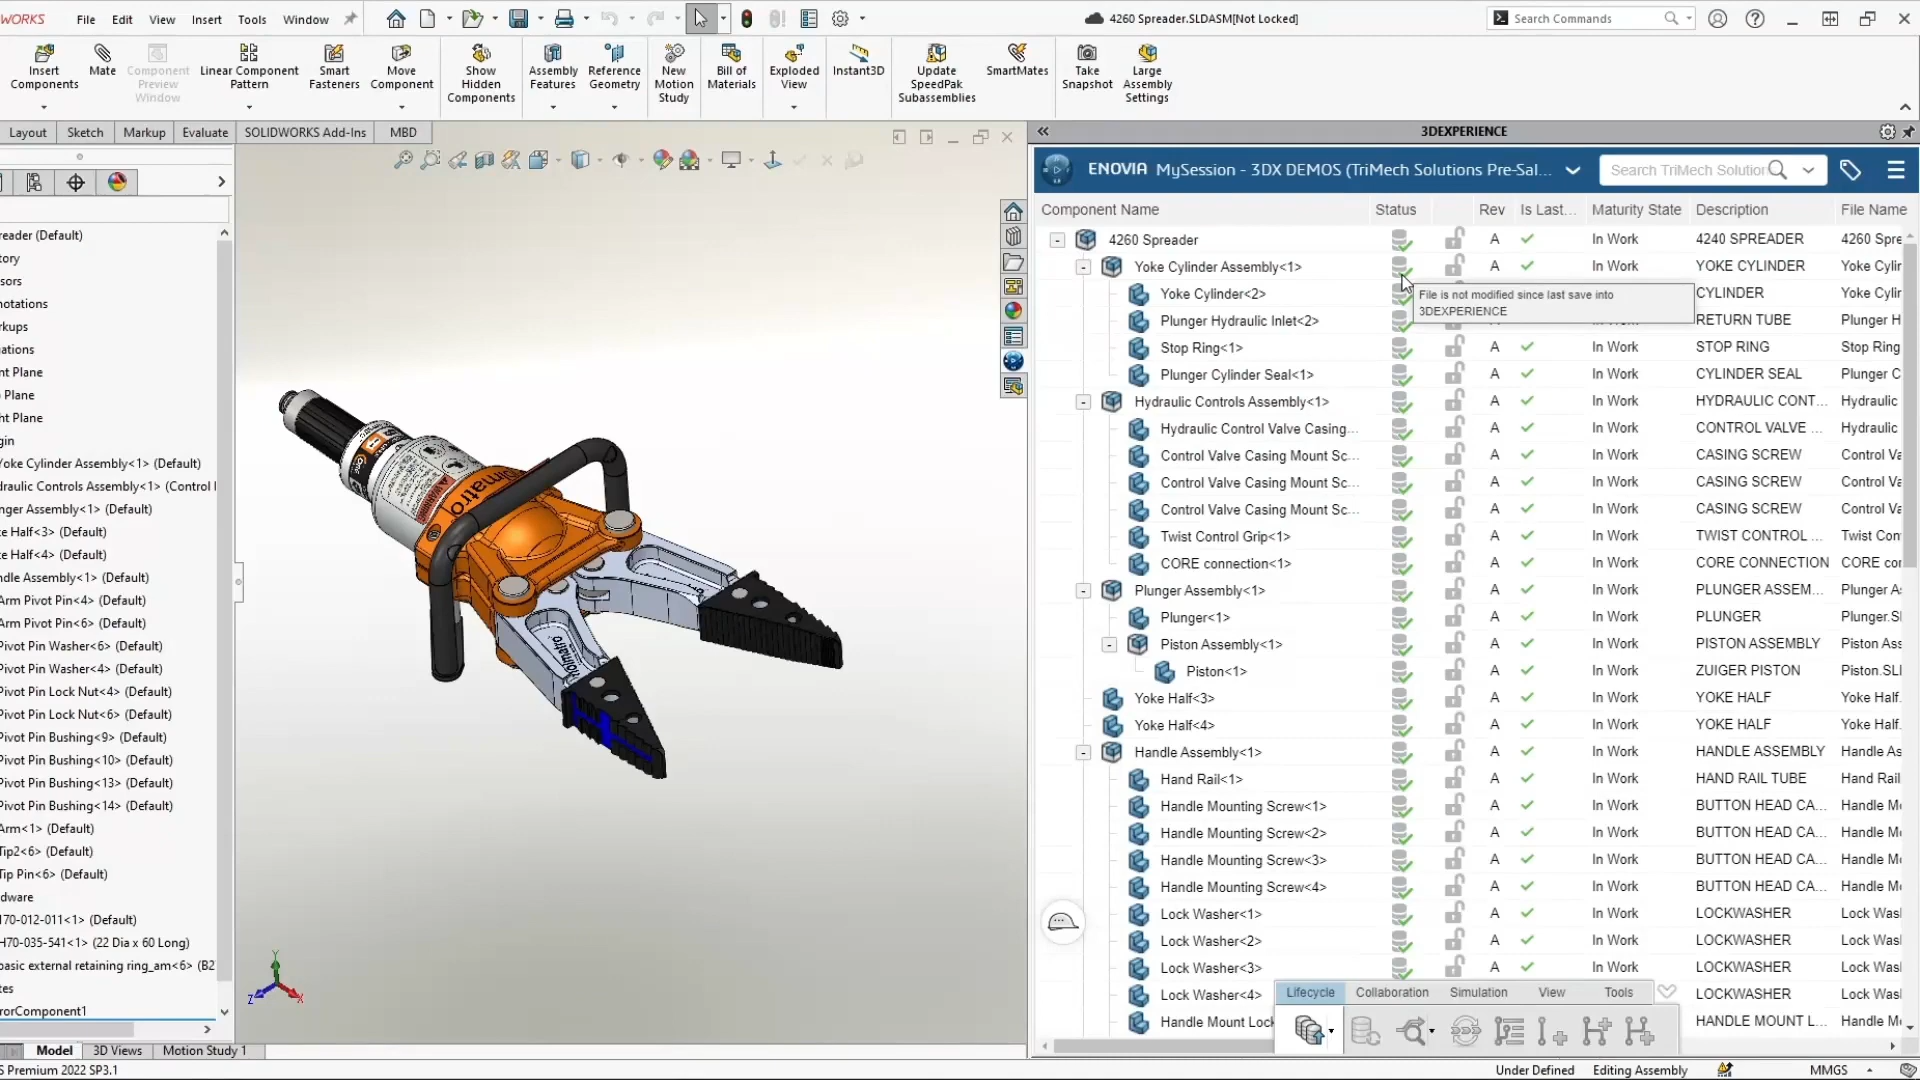 WORKS File Edit View Insert Tools Window
4260 Spreader.SLDASM[Not Locked]
Search Commands
Insert Components
Mate
Component Preview Window
Linear Component Pattern
Smart Fasteners
Move Component
Show Hidden Components
Assembly Features
Reference Geometry
New Motion Study
Bill of Materials
Exploded View
Instant3D
Update SpeedPak Subassemblies
SmartMates
Take Snapshot
Large Assembly Settings
Layout Sketch Markup Evaluate SOLIDWORKS Add-Ins MBD
3DEXPERIENCE
ENOVIA MySession - 3DX DEMOS (TriMech Solutions Pre-Sal...
Search TriMech Solution
reader (Default)
tory
sors
notations
rkups
ations
nt Plane
Plane
ht Plane
gin
Yoke Cylinder Assembly<1> (Default)
draulic Controls Assembly<1> (Control
nger Assembly<1> (Default)
ke Half<3> (Default)
ke Half<4> (Default)
ndle Assembly<1> (Default)
Arm Pivot Pin<4> (Default)
Arm Pivot Pin<6> (Default)
Pivot Pin Washer<6> (Default)
Pivot Pin Washer<4> (Default)
Pivot Pin Lock Nut<4> (Default)
Pivot Pin Lock Nut<6> (Default)
Pivot Pin Bushing<9> (Default)
Pivot Pin Bushing<10> (Default)
Pivot Pin Bushing<13> (Default)
Pivot Pin Bushing<14> (Default)
Arm<1> (Default)
Tip2<6> (Default)
Tip Pin<6> (Default)
dware
H70-035-541<1> (22 Dia x 60 Long)
basic external retaining ring_am<6> (B2
tes
rorComponent1
Component Name Status Rev Is Last... Maturity State Description File Name
4260 Spreader A In Work 4240 SPREADER 4260 Spre
Yoke Cylinder Assembly<1> A In Work YOKE CYLINDER Yoke Cylin
Yoke Cylinder<2> CYLINDER Yoke Cylin
File is not modified since last save into
3DEXPERIENCE
Plunger Hydraulic Inlet<2> RETURN TUBE Plunger H
Stop Ring<1> A In Work STOP RING Stop Ring
Plunger Cylinder Seal<1> A In Work CYLINDER SEAL Plunger C
Hydraulic Controls Assembly<1> A In Work HYDRAULIC CONT... Hydraulic
Hydraulic Control Valve Casing... A In Work CONTROL VALVE ... Hydraulic
Control Valve Casing Mount Sc... A In Work CASING SCREW Control Va
Control Valve Casing Mount Sc... A In Work CASING SCREW Control Va
Control Valve Casing Mount Sc... A In Work CASING SCREW Control Va
Twist Control Grip<1> A In Work TWIST CONTROL ... Twist Con
CORE connection<1> A In Work CORE CONNECTION CORE cor
Plunger Assembly<1> A In Work PLUNGER ASSEM... Plunger A
Plunger<1> A In Work PLUNGER Plunger.S
Piston Assembly<1> A In Work PISTON ASSEMBLY Piston Ass
Piston<1> A In Work ZUIGER PISTON Piston.SL
Yoke Half<3> A In Work YOKE HALF Yoke Half.
Yoke Half<4> A In Work YOKE HALF Yoke Half.
Handle Assembly<1> A In Work HANDLE ASSEMBLY Handle As
Hand Rail<1> A In Work HAND RAIL TUBE Hand Rail
Handle Mounting Screw<1> A In Work BUTTON HEAD CA... Handle M
Handle Mounting Screw<2> A In Work BUTTON HEAD CA... Handle M
Handle Mounting Screw<3> A In Work BUTTON HEAD CA... Handle M
Handle Mounting Screw<4> A In Work BUTTON HEAD CA... Handle M
Lock Washer<1> A In Work LOCKWASHER Lock Was
Lock Washer<2> A In Work LOCKWASHER Lock Was
Lock Washer<3> A In Work LOCKWASHER Lock Was
Lock Washer<4> LOCKWASHER Lock Was
Handle Mount Lock HANDLE MOUNT L... Handle M
Lifecycle Collaboration Simulation View Tools
Model 3D Views Motion Study 1
S Premium 2022 SP3.1
Under Defined Editing Assembly MMGS